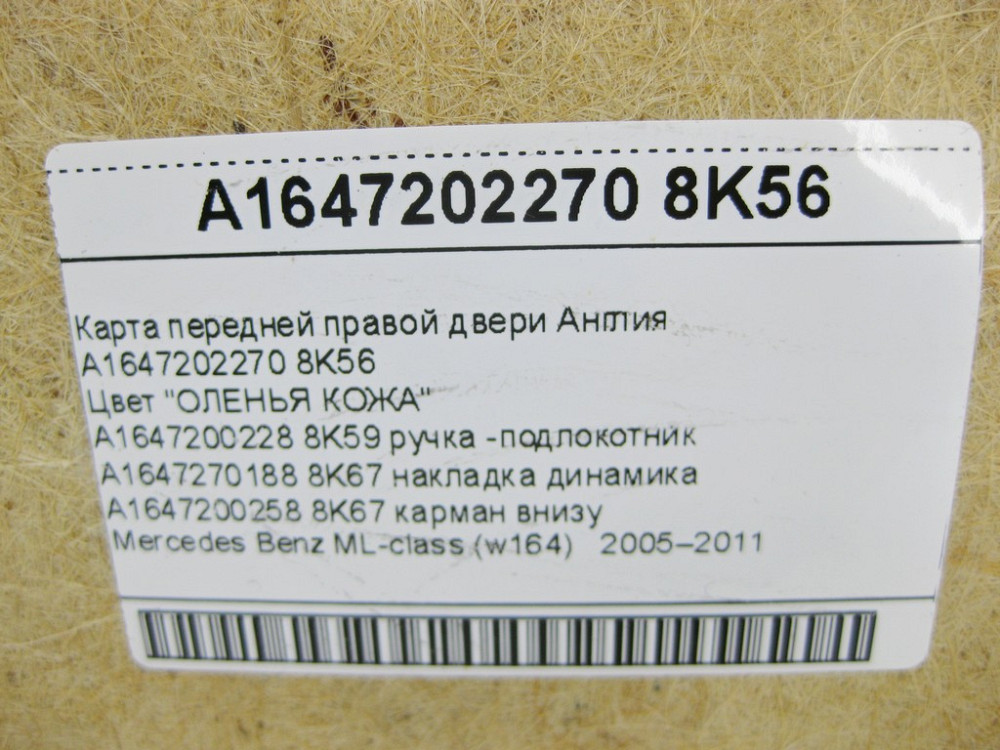 A1647202270 8K56
Карта передней правой двери Англия
A1647202270 8K56
Цвет "ОЛЕНЬЯ КОЖА"
A1647200228 8K59 ручка -подлокотник
A1647270188 8K67 накладка динамика
A1647200258 8K67 карман внизу
Mercedes Benz ML-class (w164) 2005–2011